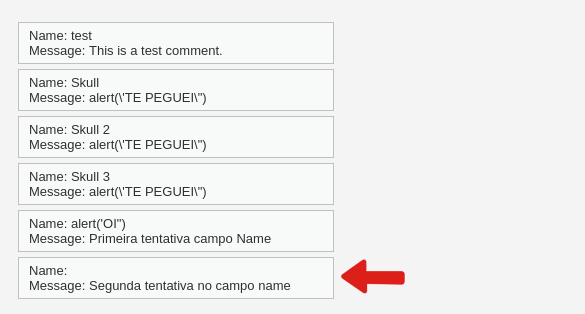 Name: test
Message: This is a test comment.
Name: Skull
Message: alert(\'TE PEGUEI\")
Name: Skull 2
Message: alert(\'TE PEGUEI\")
Name: Skull 3
Message: alert(\'TE PEGUEI\")
Name: alert('OI")
Message: Primeira tentativa campo Name
Name:
Message: Segunda tentativa no campo name